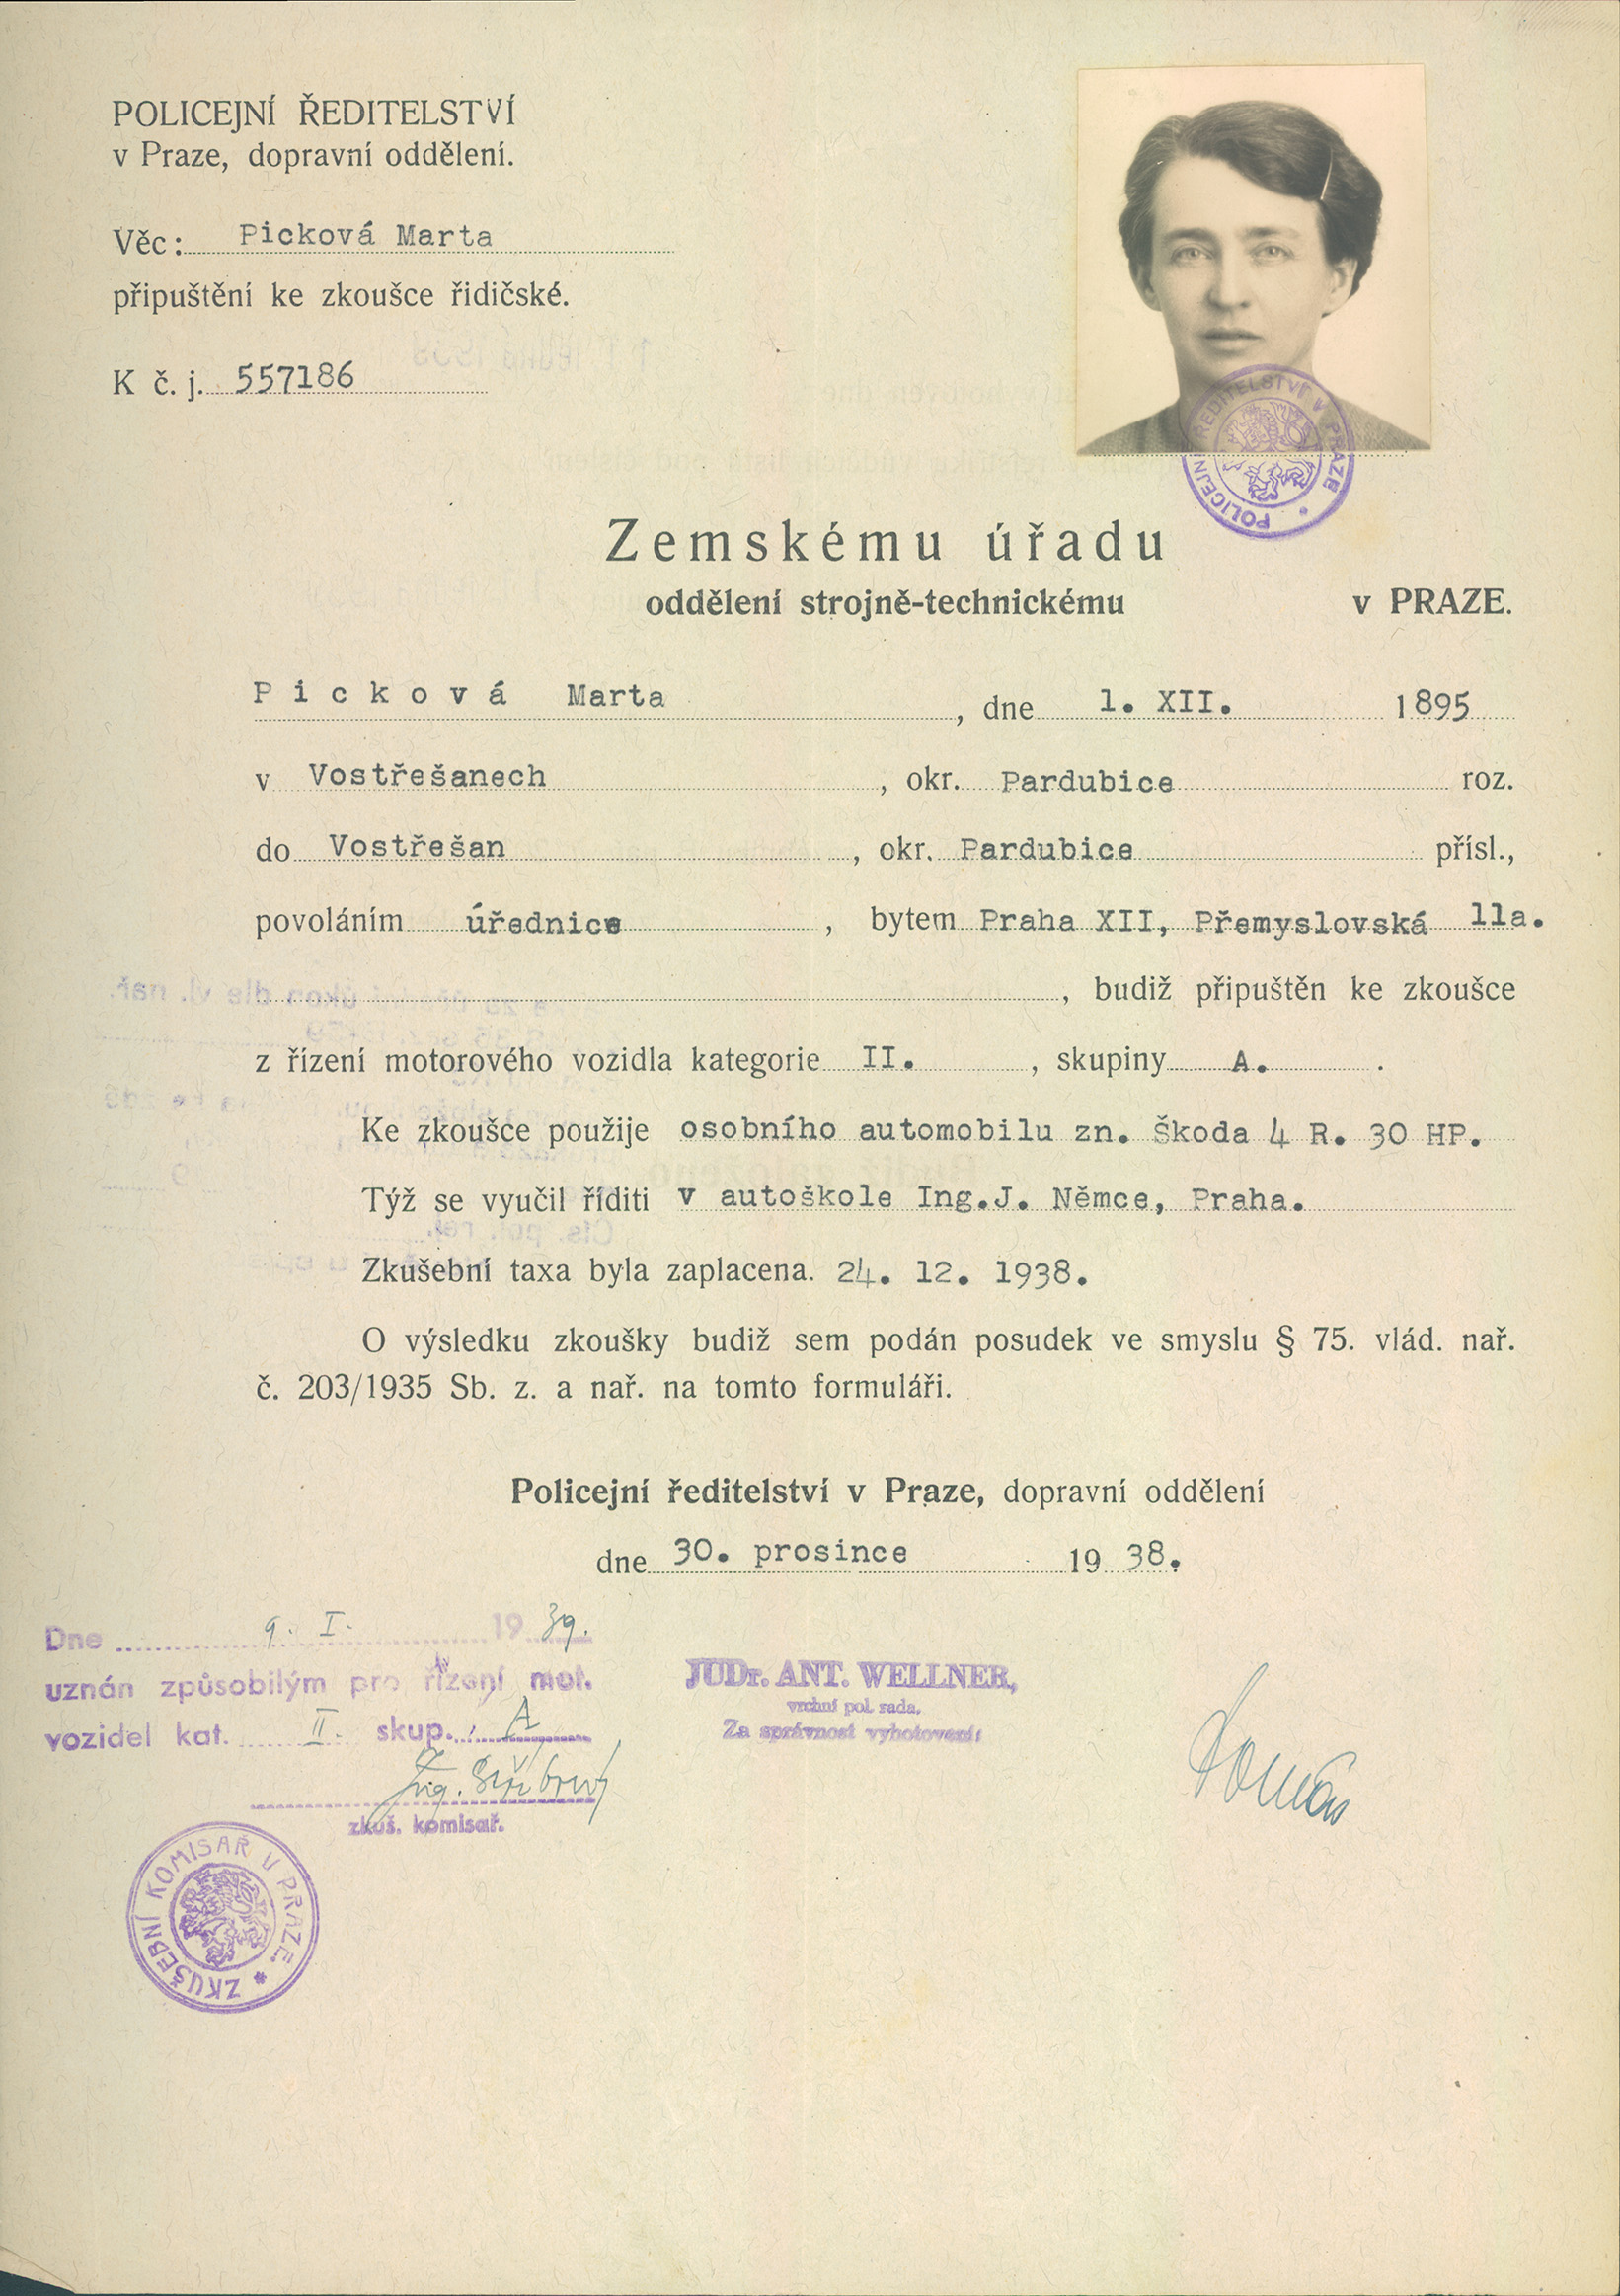 POLICEJNÍ ŘEDITELSTVÍ
v Praze, dopravní oddělení.
Věc: Picková Marta
připuštění ke zkoušce řidičské.
K č. j. 557186
POLICEJNÍ ŘEDITELSTVÍ V PRAZE
Zemskému úřadu
oddělení strojně-technickému v PRAZE.
Picková Marta, dne 1. XII. 1895
v Vostřešanech, okr. Pardubice roz.
do Vostřešan, okr. Pardubice přísl.,
povoláním úřednice, bytem Praha XII, Přemyslovská 11a.
, budiž připuštěn ke zkoušce
z řízení motorového vozidla kategorie II., skupiny A. .
Ke zkoušce použije osobního automobilu zn. Škoda 4 R. 30 HP.
Týž se vyučil říditi v autoškole Ing.J. Němce, Praha.
Zkušební taxa byla zaplacena. 24. 12. 1938.
O výsledku zkoušky budiž sem podán posudek ve smyslu § 75. vlád. nař.
č. 203/1935 Sb. z. a nař. na tomto formuláři.
Policejní ředitelství v Praze, dopravní oddělení
dne 30. prosince 19 38.
Dne 9. I. 19 39.
uznán způsobilým pro řízení mot.
vozidel kat. II. skup. A
Ing. Stříbrný
zkuš. komisař.
JUDr. ANT. WELLNER,
vrchní pol. rada.
Za správnost vyhotovení:
ZKUŠEBNÍ KOMISAŘ V PRAZE *